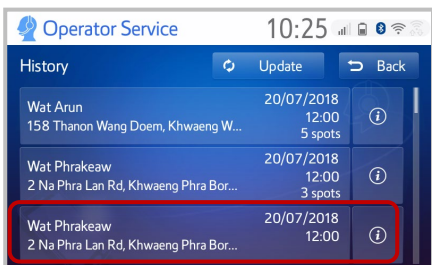 Operator Service 10:25
History Update Back
Wat Arun 20/07/2018
158 Thanon Wang Doem, Khwaeng W... 12:00
5 spots
Wat Phrakeaw 20/07/2018
2 Na Phra Lan Rd, Khwaeng Phra Bor... 12:00
3 spots
Wat Phrakeaw 20/07/2018
2 Na Phra Lan Rd, Khwaeng Phra Bor... 12:00